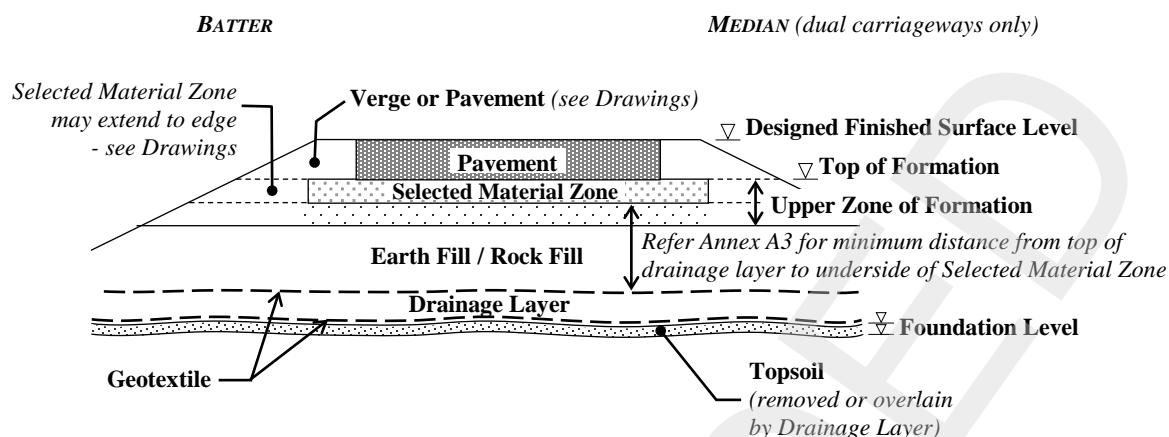 BATTER
MEDIAN (dual carriageways only)
Selected Material Zone
may extend to edge
- see Drawings
Verge or Pavement (see Drawings)
Designed Finished Surface Level
Pavement
Top of Formation
Selected Material Zone
Upper Zone of Formation
Earth Fill / Rock Fill
Refer Annex A3 for minimum distance from top of
drainage layer to underside of Selected Material Zone
Drainage Layer
Foundation Level
Geotextile
Topsoil
(removed or overlain
by Drainage Layer)